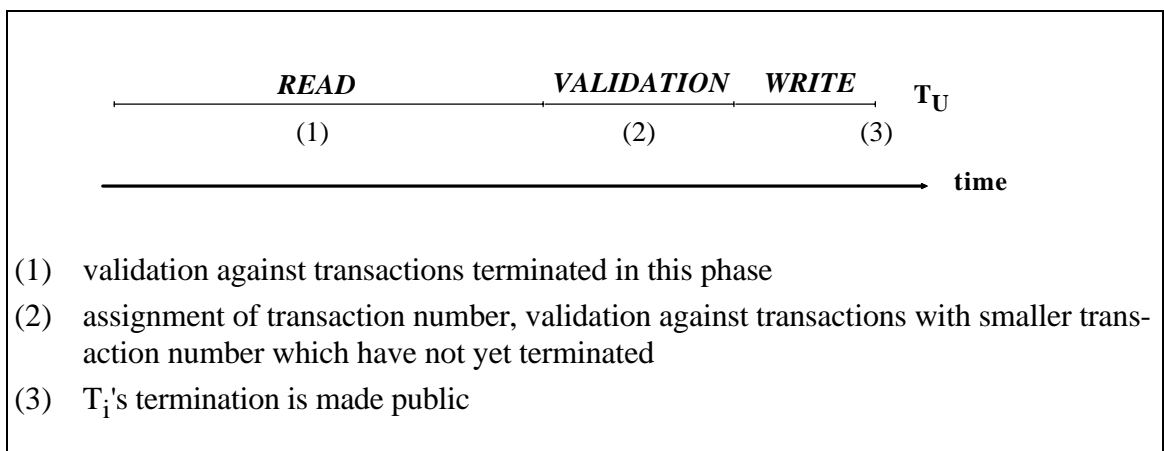 READ VALIDATION WRITE T_U
(1) (2) (3)
time
(1) validation against transactions terminated in this phase
(2) assignment of transaction number, validation against transactions with smaller trans-
action number which have not yet terminated
(3) T_i's termination is made public